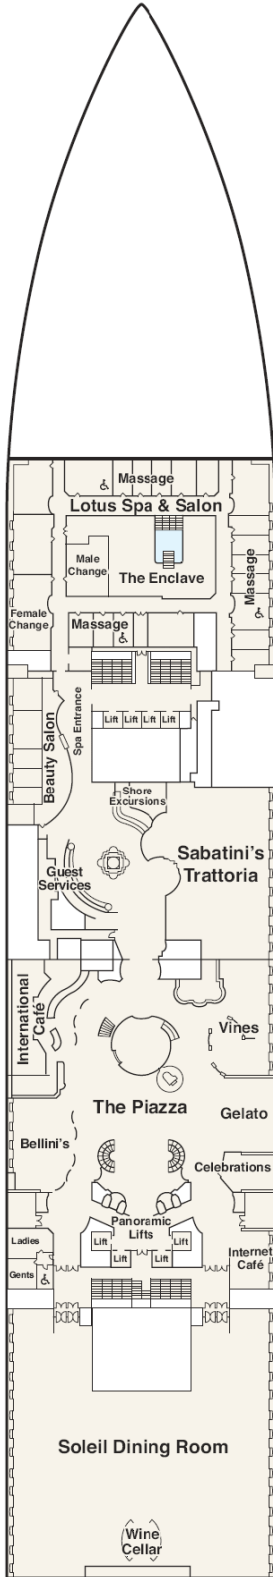 Massage
Lotus Spa & Salon
Male
Change
The Enclave
Massage
Female
Change
Massage
Spa Entrance
Lift Lift Lift Lift
Beauty Salon
Shore
Excursions
Sabatini's
Trattoria
Guest
Services
International
Café
Vines
The Piazza
Gelato
Bellini's
Celebrations
Panoramic
Lifts
Lift
Lift
Lift
Lift
Ladies
Gents
Internet
Café
Soleil Dining Room
Wine
Cellar